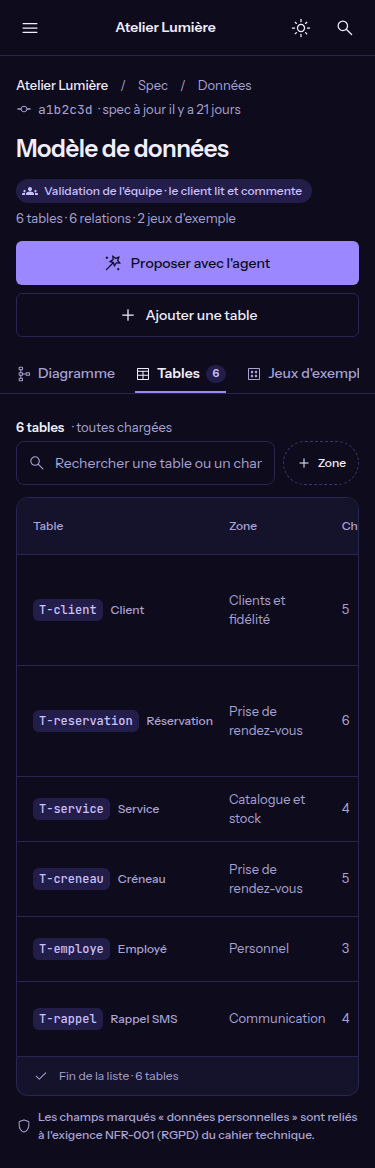 Atelier Lumière
Atelier Lumière / Spec / Données
a1b2c3d · spec à jour il y a 21 jours
Modèle de données
Validation de l'équipe · le client lit et commente
6 tables · 6 relations · 2 jeux d'exemple
Proposer avec l'agent
Ajouter une table
Diagramme Tables 6 Jeux d'exempl
6 tables · toutes chargées
Rechercher une table ou un char + Zone
Table Zone Ch
T-client Client Clients et fidélité 5
T-reservation Réservation Prise de rendez-vous 6
T-service Service Catalogue et stock 4
T-creneau Créneau Prise de rendez-vous 5
T-employe Employé Personnel 3
T-rappel Rappel SMS Communication 4
Fin de la liste · 6 tables
Les champs marqués « données personnelles » sont reliés
à l'exigence NFR-001 (RGPD) du cahier technique.